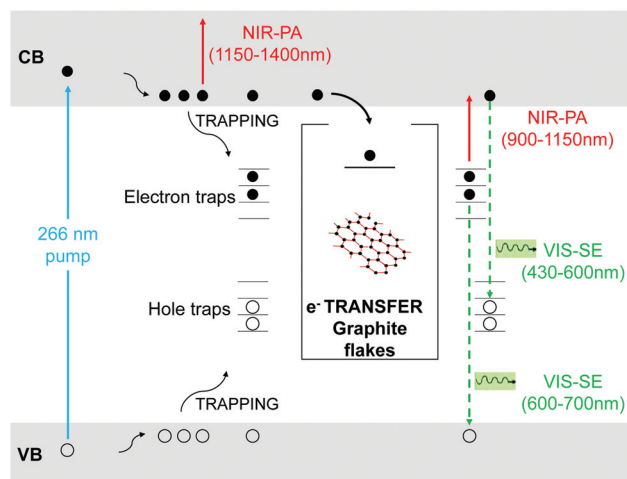 NIR-PA
(1150-1400nm)
CB
TRAPPING
NIR-PA
(900-1150nm)
Electron traps
266 nm
pump
VIS-SE
(430-600nm)
Hole traps
e- TRANSFER
Graphite
flakes
VIS-SE
(600-700nm)
TRAPPING
VB